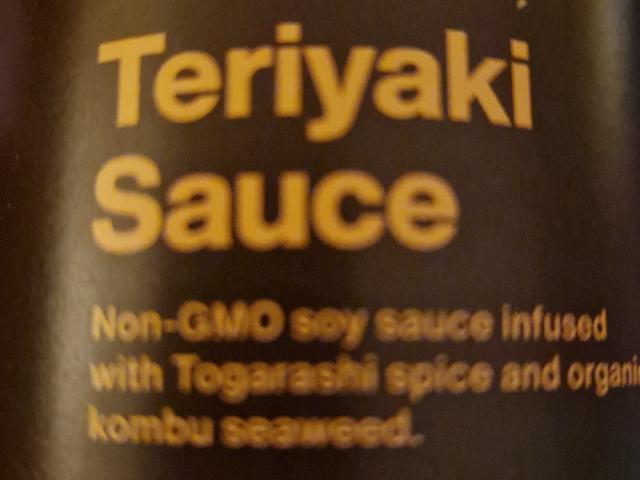 Teriyaki
Sauce
Non-GMO soy sauce infused
with Togarashi spice and organic
kombu seaweed.